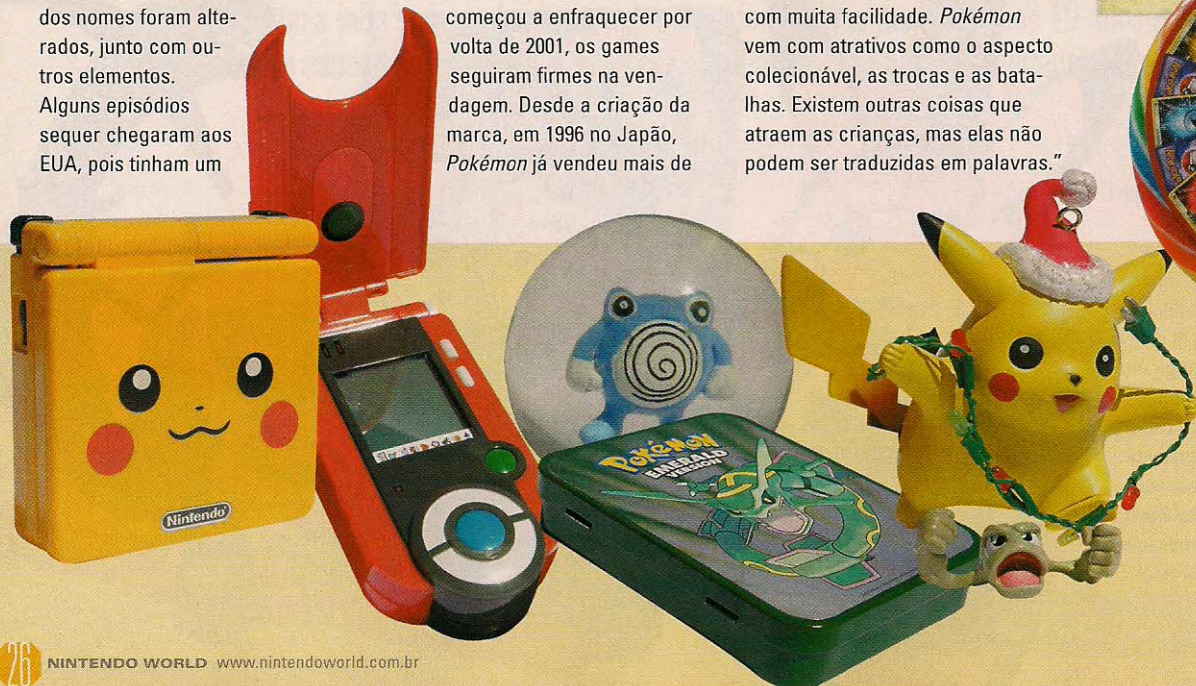 dos nomes foram alte-
rados, junto com ou-
tros elementos.
Alguns episódios
sequer chegaram aos
EUA, pois tinham um
começou a enfraquecer por
volta de 2001, os games
seguiram firmes na ven-
dagem. Desde a criação da
marca, em 1996 no Japão,
Pokémon já vendeu mais de
com muita facilidade. Pokémon
vem com atrativos como o aspecto
colecionável, as trocas e as bata-
lhas. Existem outras coisas que
atraem as crianças, mas elas não
podem ser traduzidas em palavras.”
Nintendo
POKéMON
EMERALD
VERSION
26 NINTENDO WORLD www.nintendoworld.com.br